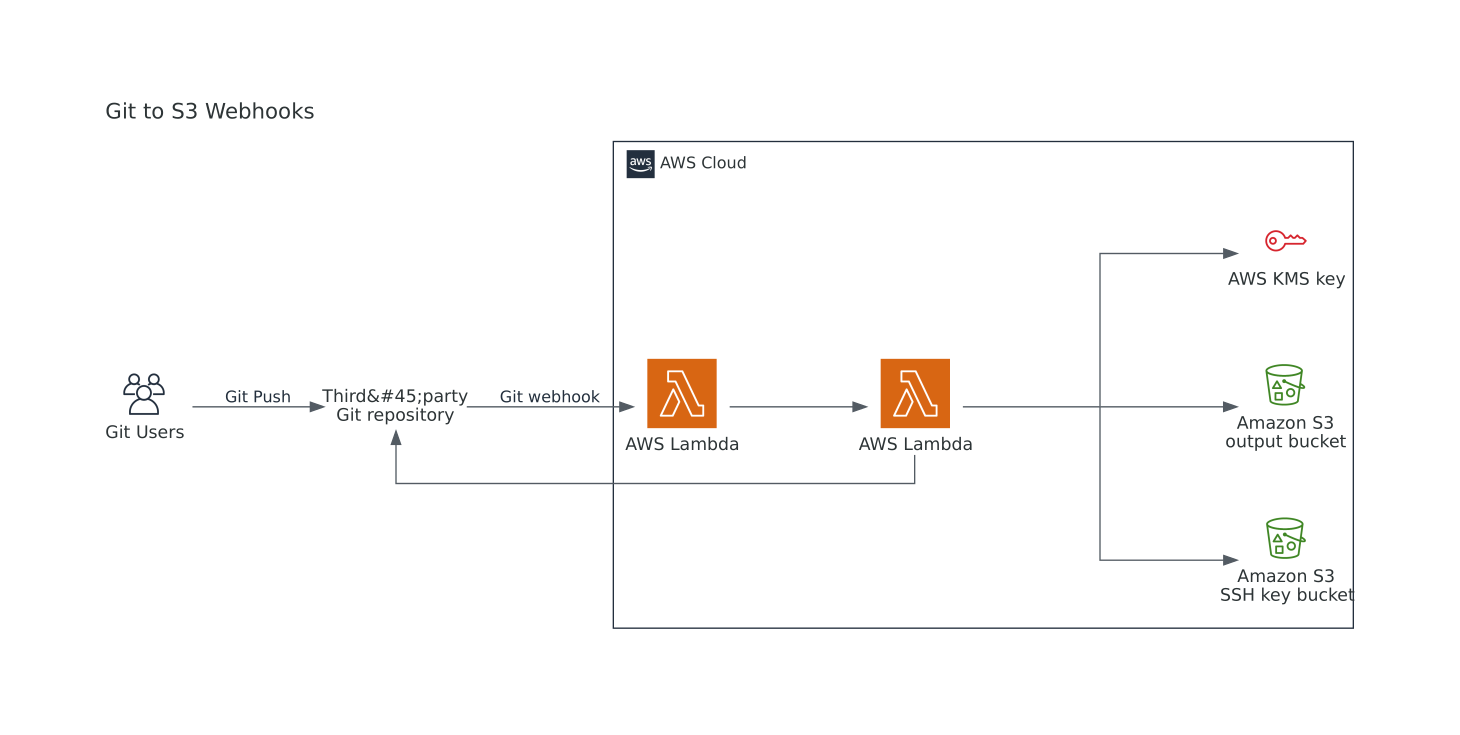 Git to S3 Webhooks
aws
AWS Cloud
AWS KMS key
Git Push
Third&#45;party
Git repository
Git webhook
Git Users
AWS Lambda
AWS Lambda
Amazon S3
output bucket
Amazon S3
SSH key bucket